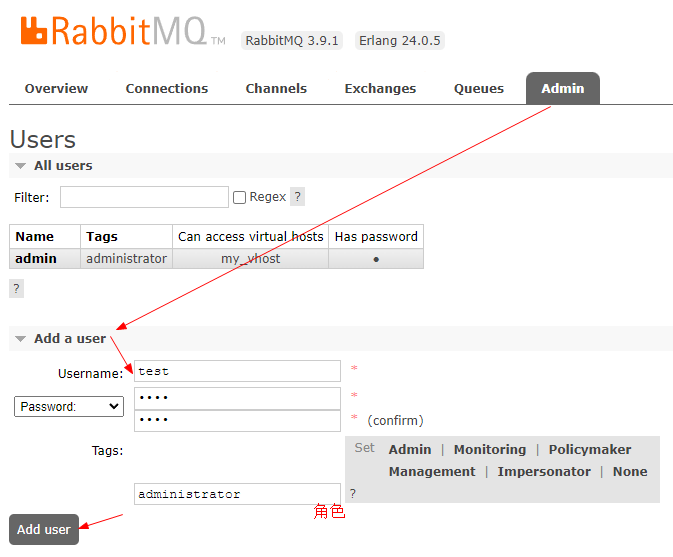 RabbitMQ TM RabbitMQ 3.9.1 Erlang 24.0.5
Overview Connections Channels Exchanges Queues Admin
Users
All users
Filter: Regex ?
Name Tags Can access virtual hosts Has password
admin administrator my_vhost ●
?
Add a user
Username: test *
Password: •••• *
•••• * (confirm)
Tags: Set Admin | Monitoring | Policymaker
Management | Impersonator | None
administrator ?
角色
Add user